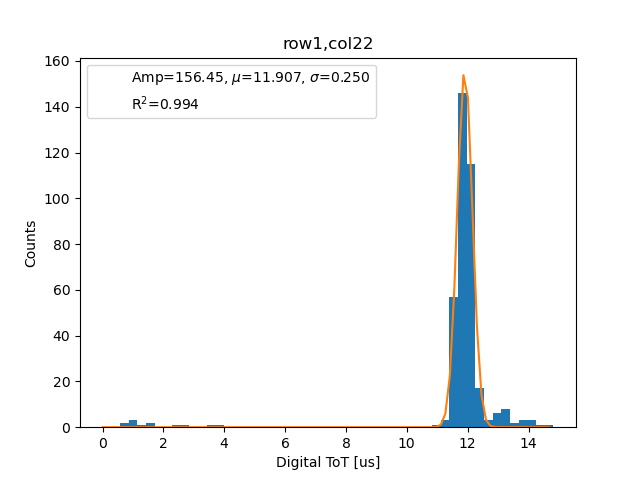 row1,col22
Amp=156.45, μ=11.907, σ=0.250
R²=0.994
160
140
120
100
80
60
40
20
0
Counts
0 2 4 6 8 10 12 14
Digital ToT [us]